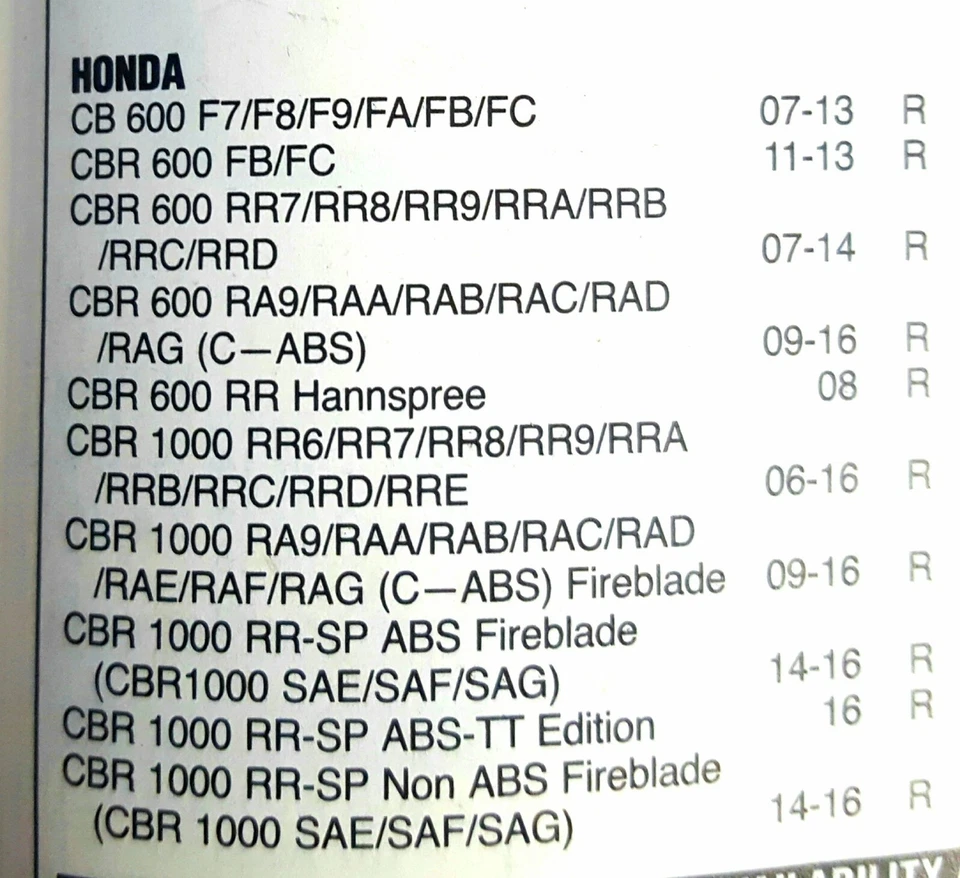 HONDA
CB 600 F7/F8/F9/FA/FB/FC 07-13 R
CBR 600 FB/FC 11-13 R
CBR 600 RR7/RR8/RR9/RRA/RRB
/RRC/RRD 07-14 R
CBR 600 RA9/RAA/RAB/RAC/RAD
/RAG (C—ABS) 09-16 R
CBR 600 RR Hannspree 08 R
CBR 1000 RR6/RR7/RR8/RR9/RRA
/RRB/RRC/RRD/RRE 06-16 R
CBR 1000 RA9/RAA/RAB/RAC/RAD
/RAE/RAF/RAG (C—ABS) Fireblade 09-16 R
CBR 1000 RR-SP ABS Fireblade
(CBR1000 SAE/SAF/SAG) 14-16 R
CBR 1000 RR-SP ABS-TT Edition 16 R
CBR 1000 RR-SP Non ABS Fireblade
(CBR 1000 SAE/SAF/SAG) 14-16 R